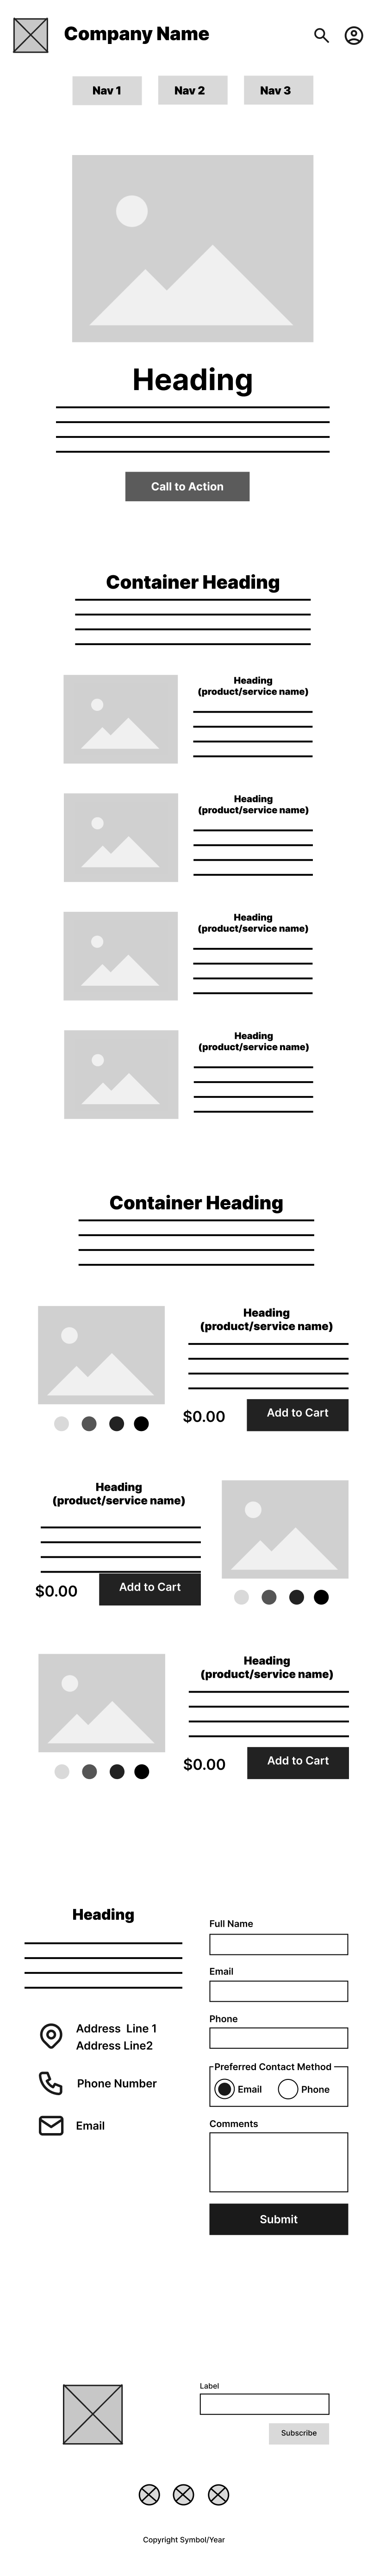 Company Name
Nav 1
Nav 2
Nav 3
Heading
Call to Action
Container Heading
Heading
(product/service name)
Heading
(product/service name)
Heading
(product/service name)
Heading
(product/service name)
Container Heading
Heading
(product/service name)
$0.00
Add to Cart
Heading
(product/service name)
$0.00
Add to Cart
Heading
(product/service name)
$0.00
Add to Cart
Heading
Address  Line 1
Address Line2
Phone Number
Email
Full Name
Email
Phone
Preferred Contact Method
Email
Phone
Comments
Submit
Label
Subscribe
Copyright Symbol/Year